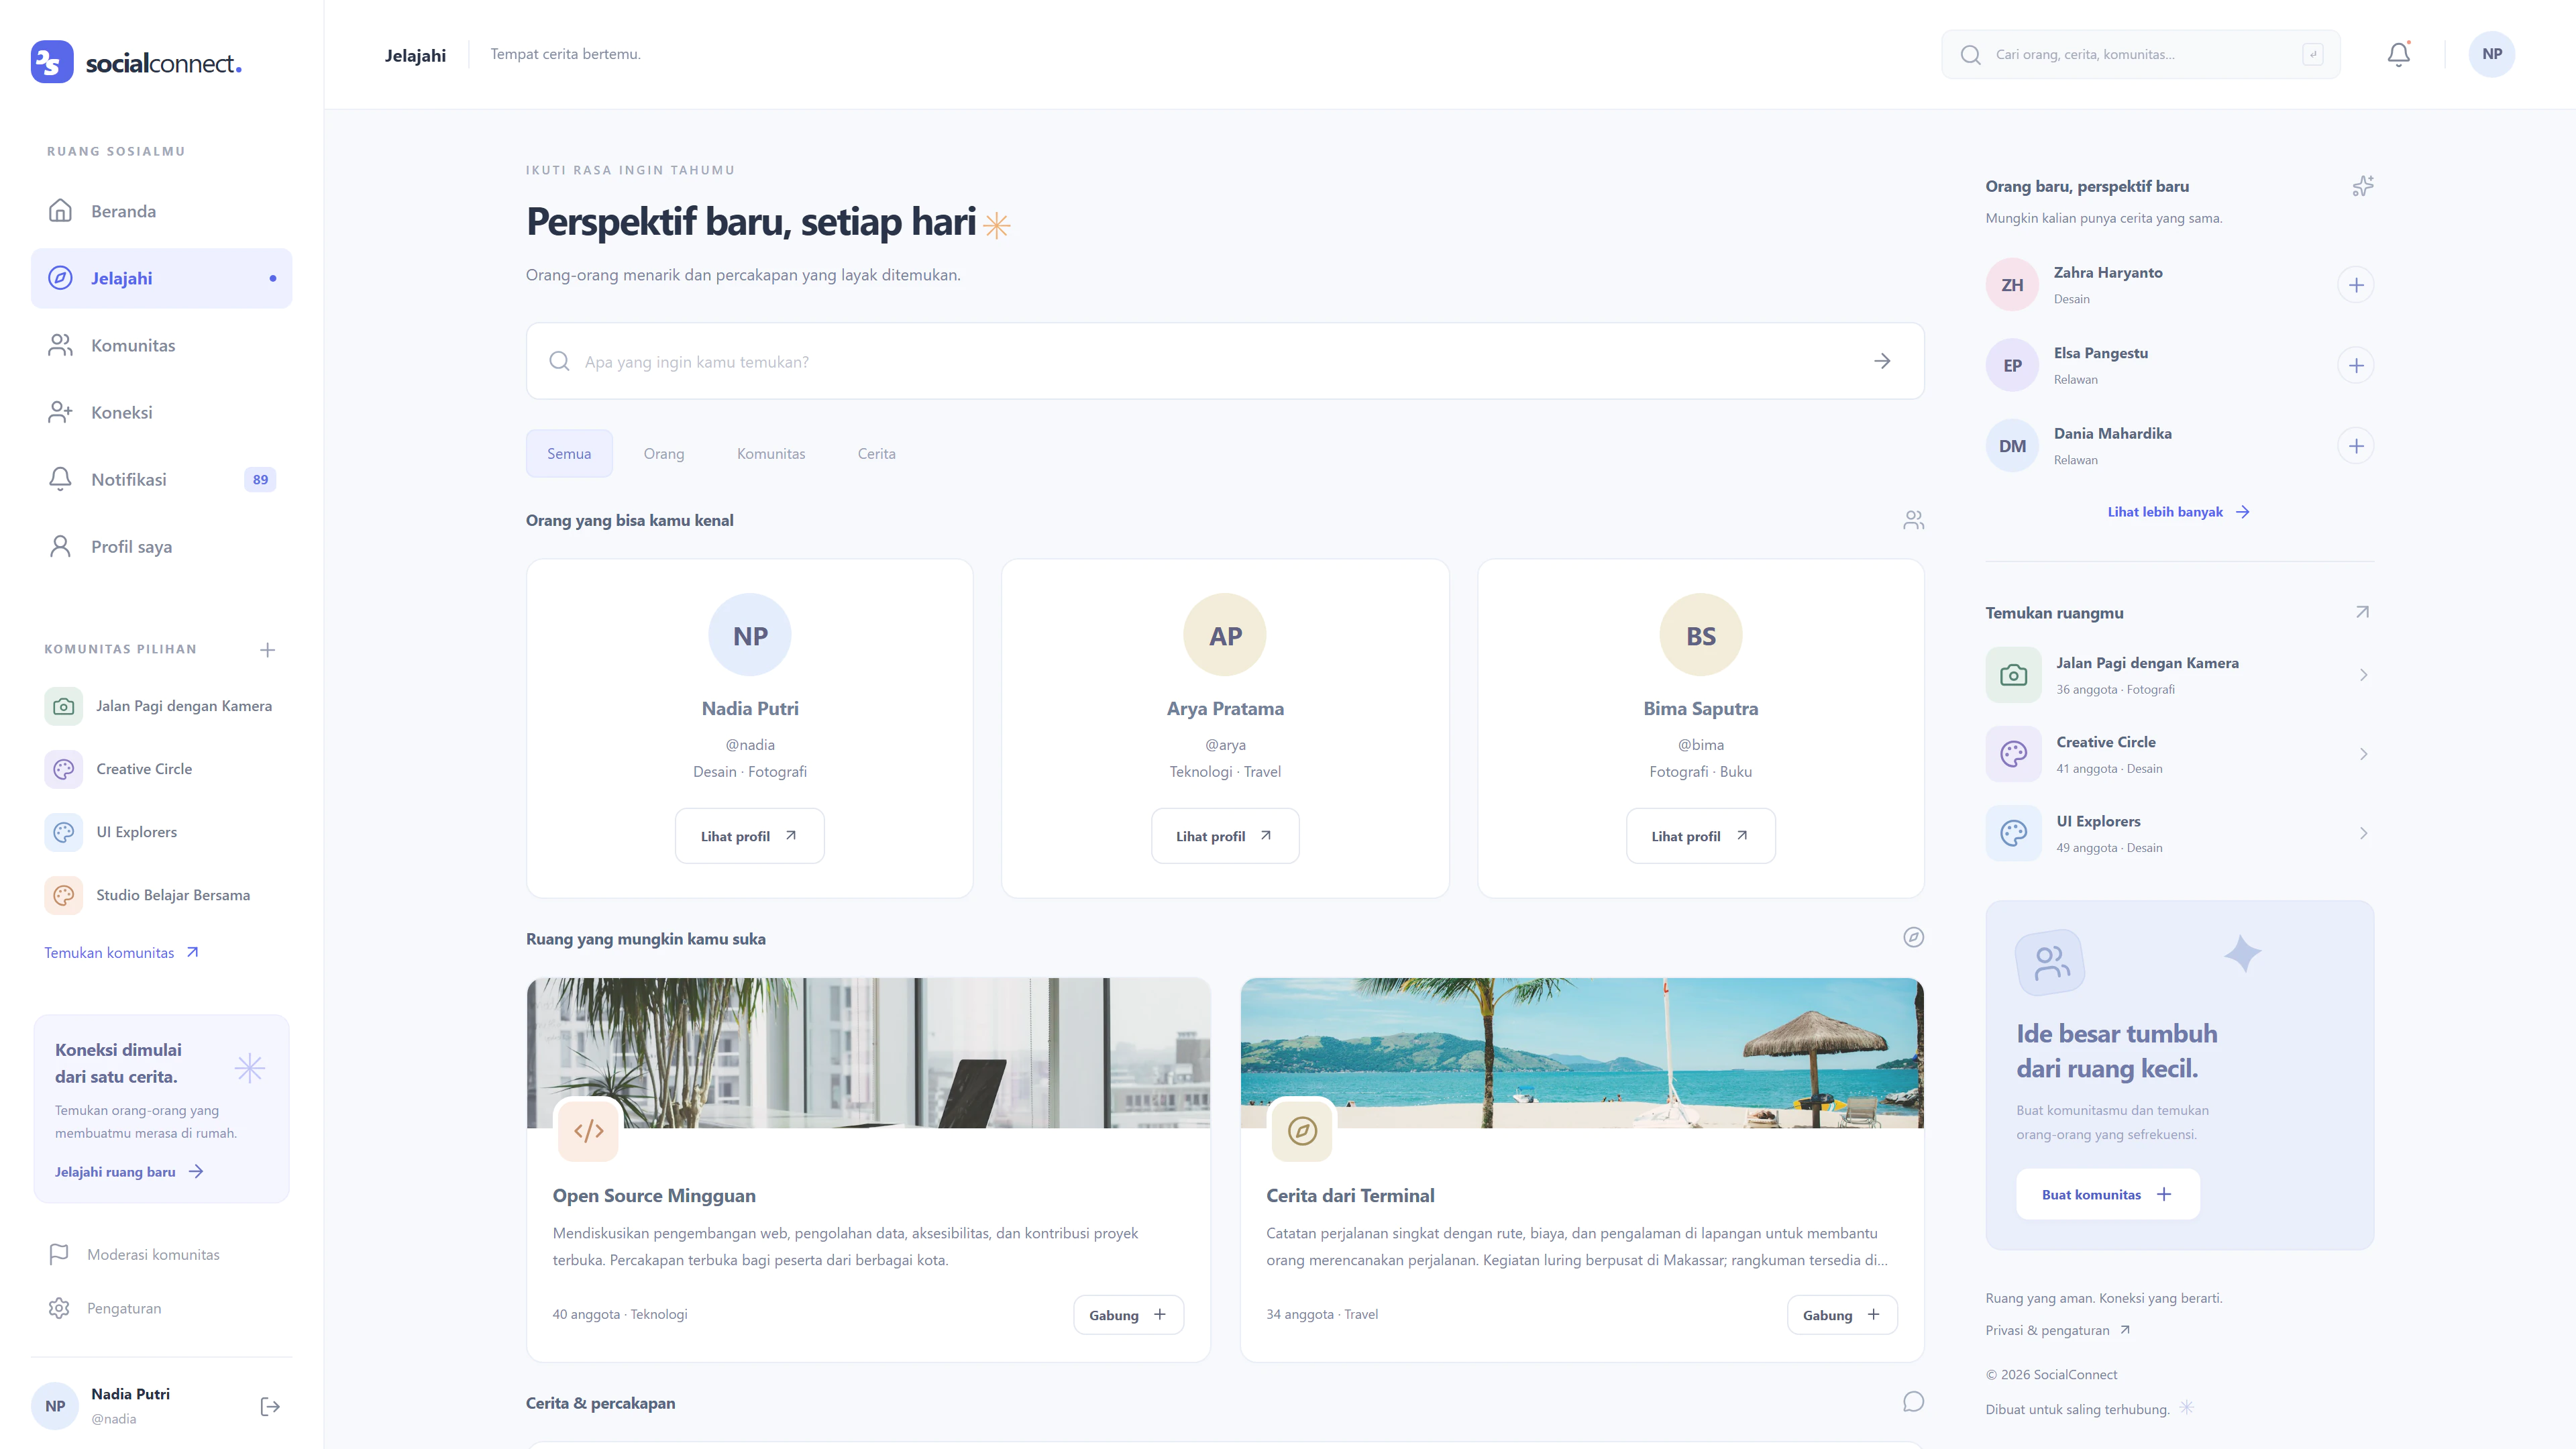 socialconnect.
RUANG SOSIALMU
Beranda
Jelajahi
Komunitas
Koneksi
Notifikasi 89
Profil saya
KOMUNITAS PILIHAN
Jalan Pagi dengan Kamera
Creative Circle
UI Explorers
Studio Belajar Bersama
Temukan komunitas
Koneksi dimulai
dari satu cerita.
Temukan orang-orang yang
membuatmu merasa di rumah.
Jelajahi ruang baru
Moderasi komunitas
Pengaturan
NP
Nadia Putri
@nadia
Jelajahi
Tempat cerita bertemu.
Cari orang, cerita, komunitas...
NP
IKUTI RASA INGIN TAHUMU
Perspektif baru, setiap hari
Orang-orang menarik dan percakapan yang layak ditemukan.
Apa yang ingin kamu temukan?
Semua Orang Komunitas Cerita
Orang yang bisa kamu kenal
NP
Nadia Putri
@nadia
Desain · Fotografi
Lihat profil
AP
Arya Pratama
@arya
Teknologi · Travel
Lihat profil
BS
Bima Saputra
@bima
Fotografi · Buku
Lihat profil
Ruang yang mungkin kamu suka
Open Source Mingguan
Mendiskusikan pengembangan web, pengolahan data, aksesibilitas, dan kontribusi proyek
terbuka. Percakapan terbuka bagi peserta dari berbagai kota.
40 anggota · Teknologi
Gabung
Cerita dari Terminal
Catatan perjalanan singkat dengan rute, biaya, dan pengalaman di lapangan untuk membantu
orang merencanakan perjalanan. Kegiatan luring berpusat di Makassar; rangkuman tersedia di...
34 anggota · Travel
Gabung
Cerita & percakapan
Orang baru, perspektif baru
Mungkin kalian punya cerita yang sama.
ZH
Zahra Haryanto
Desain
EP
Elsa Pangestu
Relawan
DM
Dania Mahardika
Relawan
Lihat lebih banyak
Temukan ruangmu
Jalan Pagi dengan Kamera
36 anggota · Fotografi
Creative Circle
41 anggota · Desain
UI Explorers
49 anggota · Desain
Ide besar tumbuh
dari ruang kecil.
Buat komunitasmu dan temukan
orang-orang yang sefrekuensi.
Buat komunitas
Ruang yang aman. Koneksi yang berarti.
Privasi & pengaturan
© 2026 SocialConnect
Dibuat untuk saling terhubung.